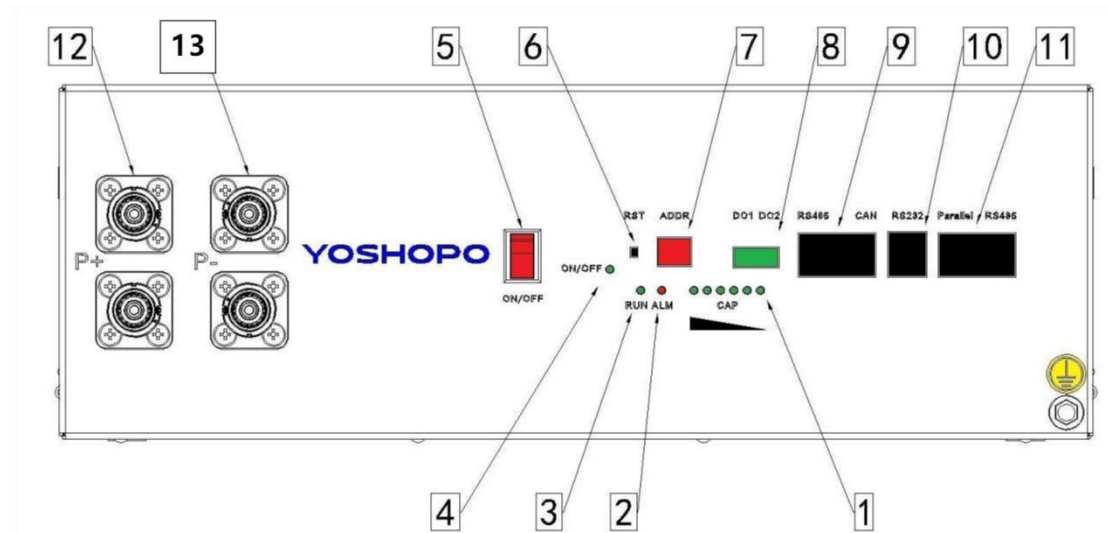 12 13 5 6 7 8 9 10 11
RST ADDR DO1 DO2 RS485 CAN RS232 Parallel RS485
P+ P- YOSHOPO
ON/OFF
ON/OFF
RUN ALM CAP
4 3 2 1